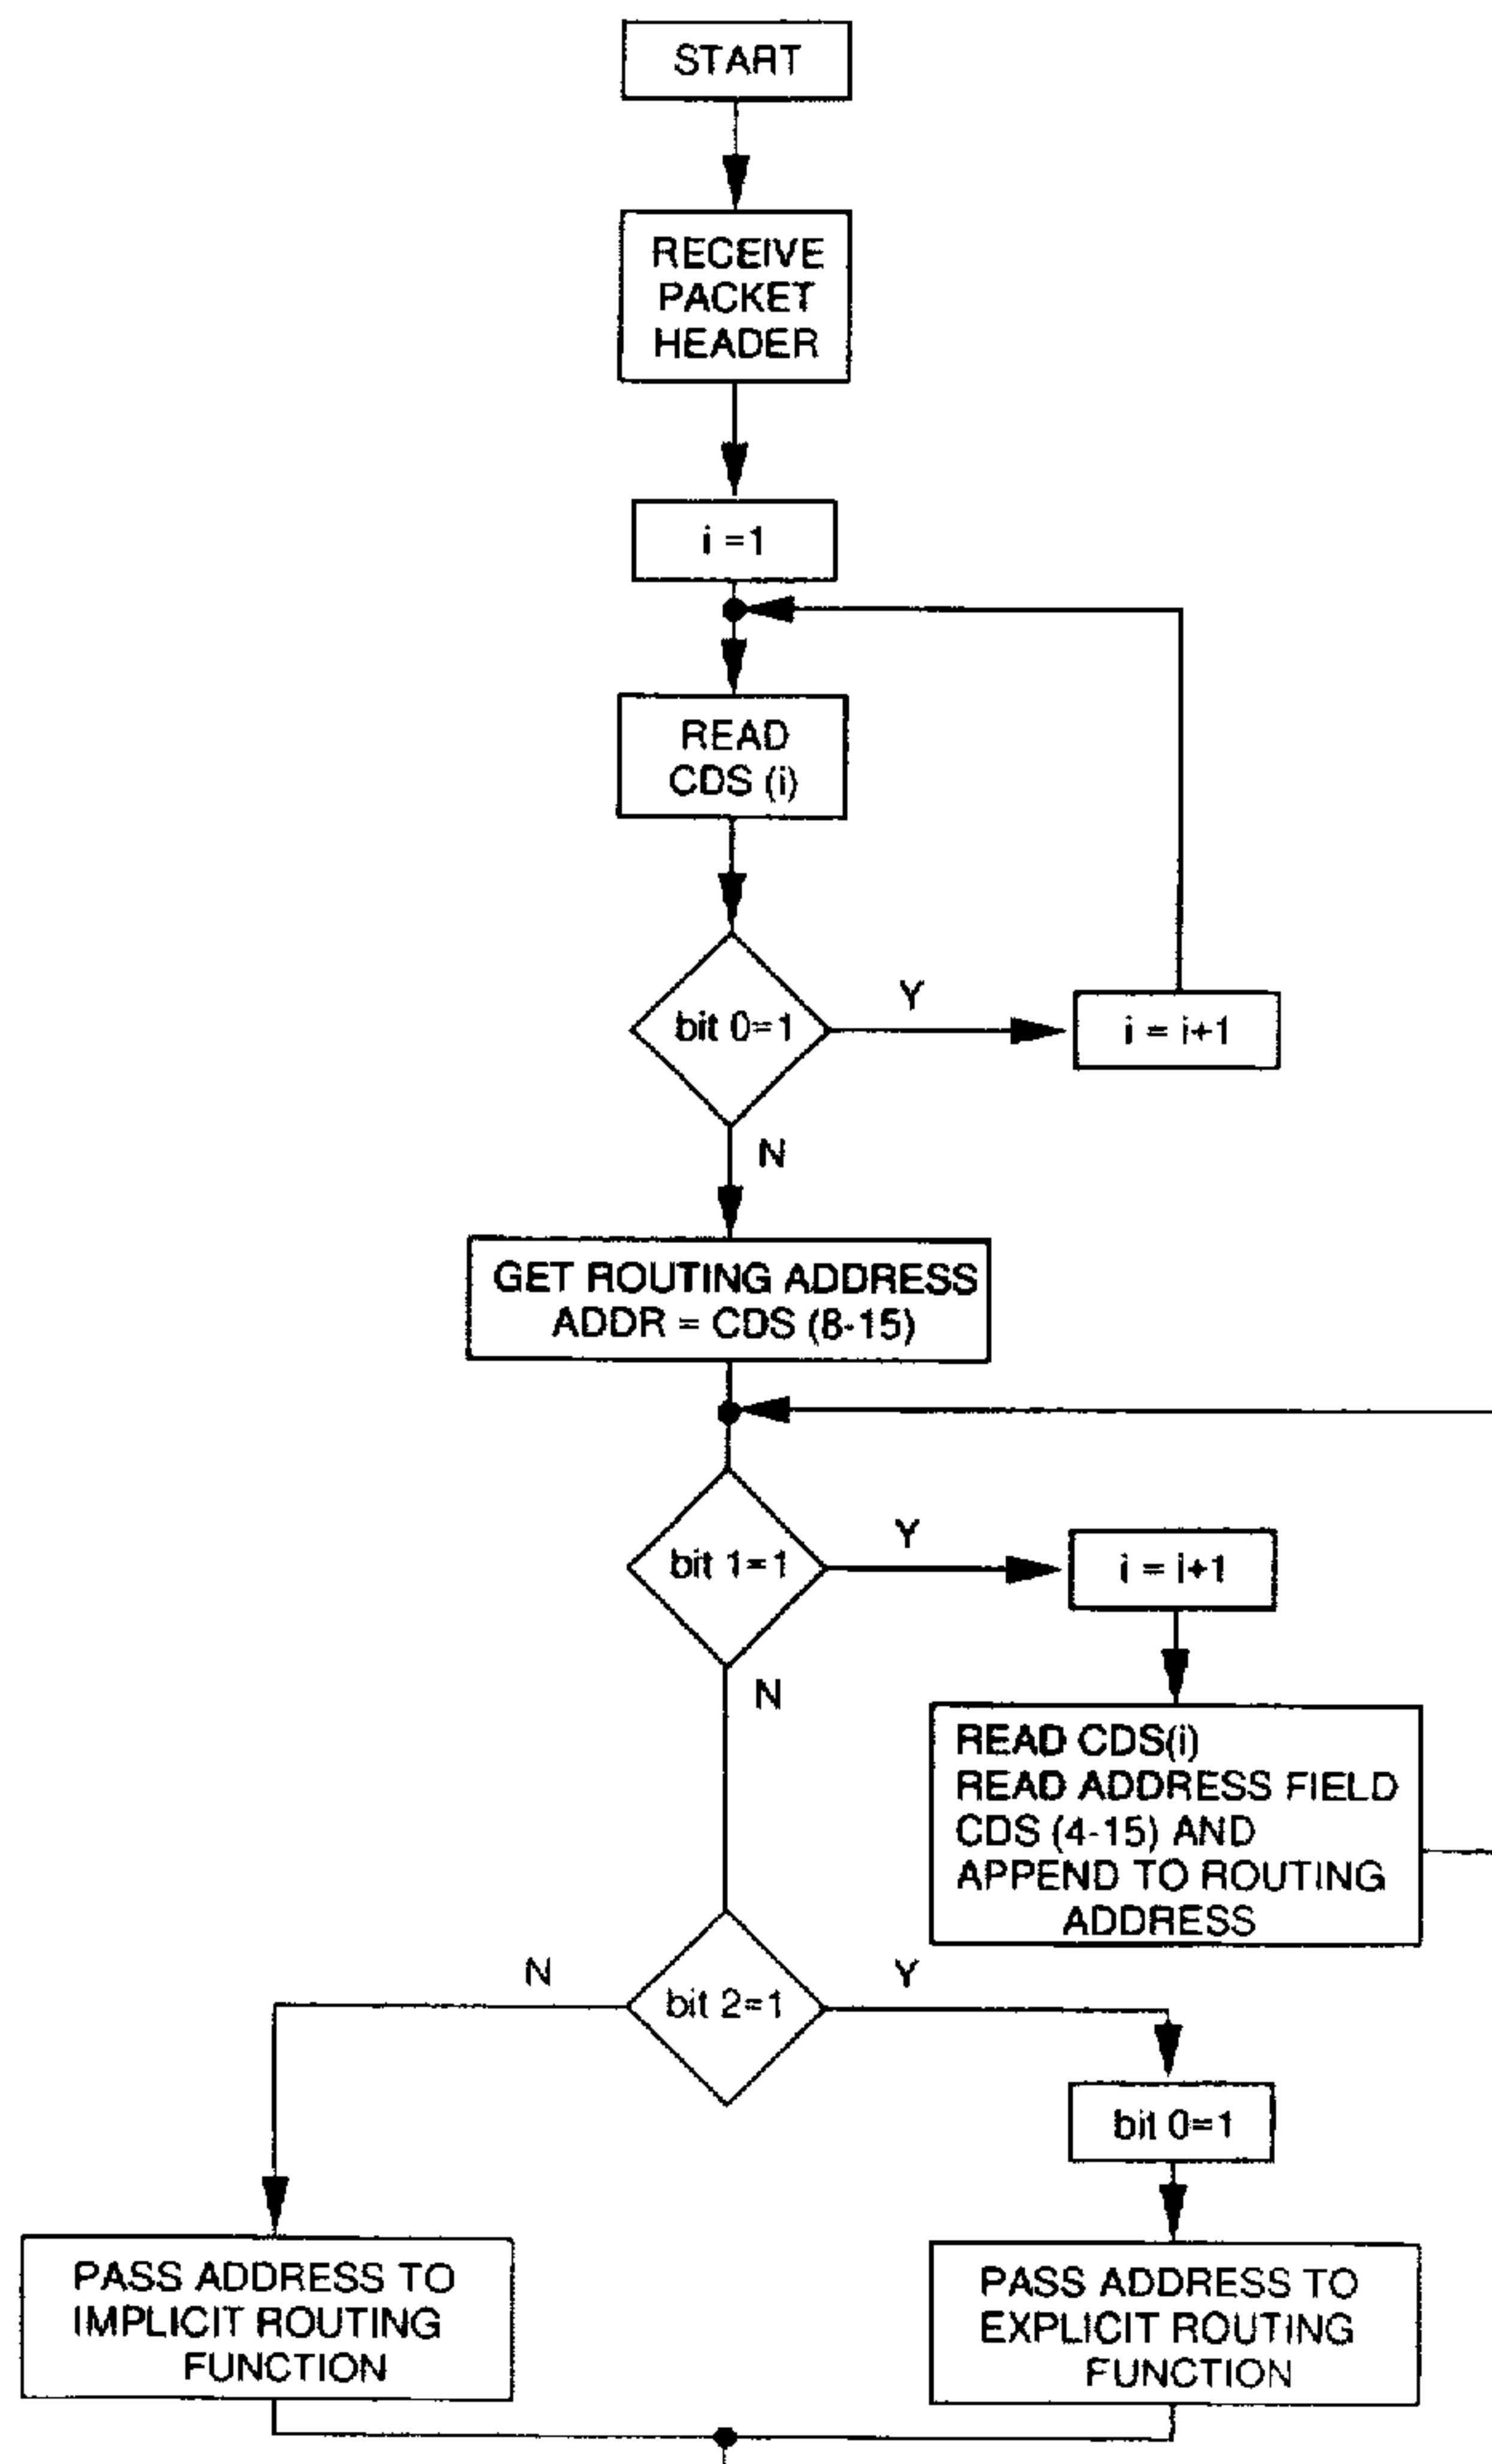 START
RECEIVE
PACKET
HEADER
i =1
READ
CDS (i)
bit 0=1
Y
i = i+1
N
GET ROUTING ADDRESS
ADDR = CDS (8-15)
bit 1=1
Y
i = i+1
N
READ CDS(i)
READ ADDRESS FIELD
CDS (4-15) AND
APPEND TO ROUTING
ADDRESS
N
bit 2=1
Y
bit 0=1
PASS ADDRESS TO
IMPLICIT ROUTING
FUNCTION
PASS ADDRESS TO
EXPLICIT ROUTING
FUNCTION